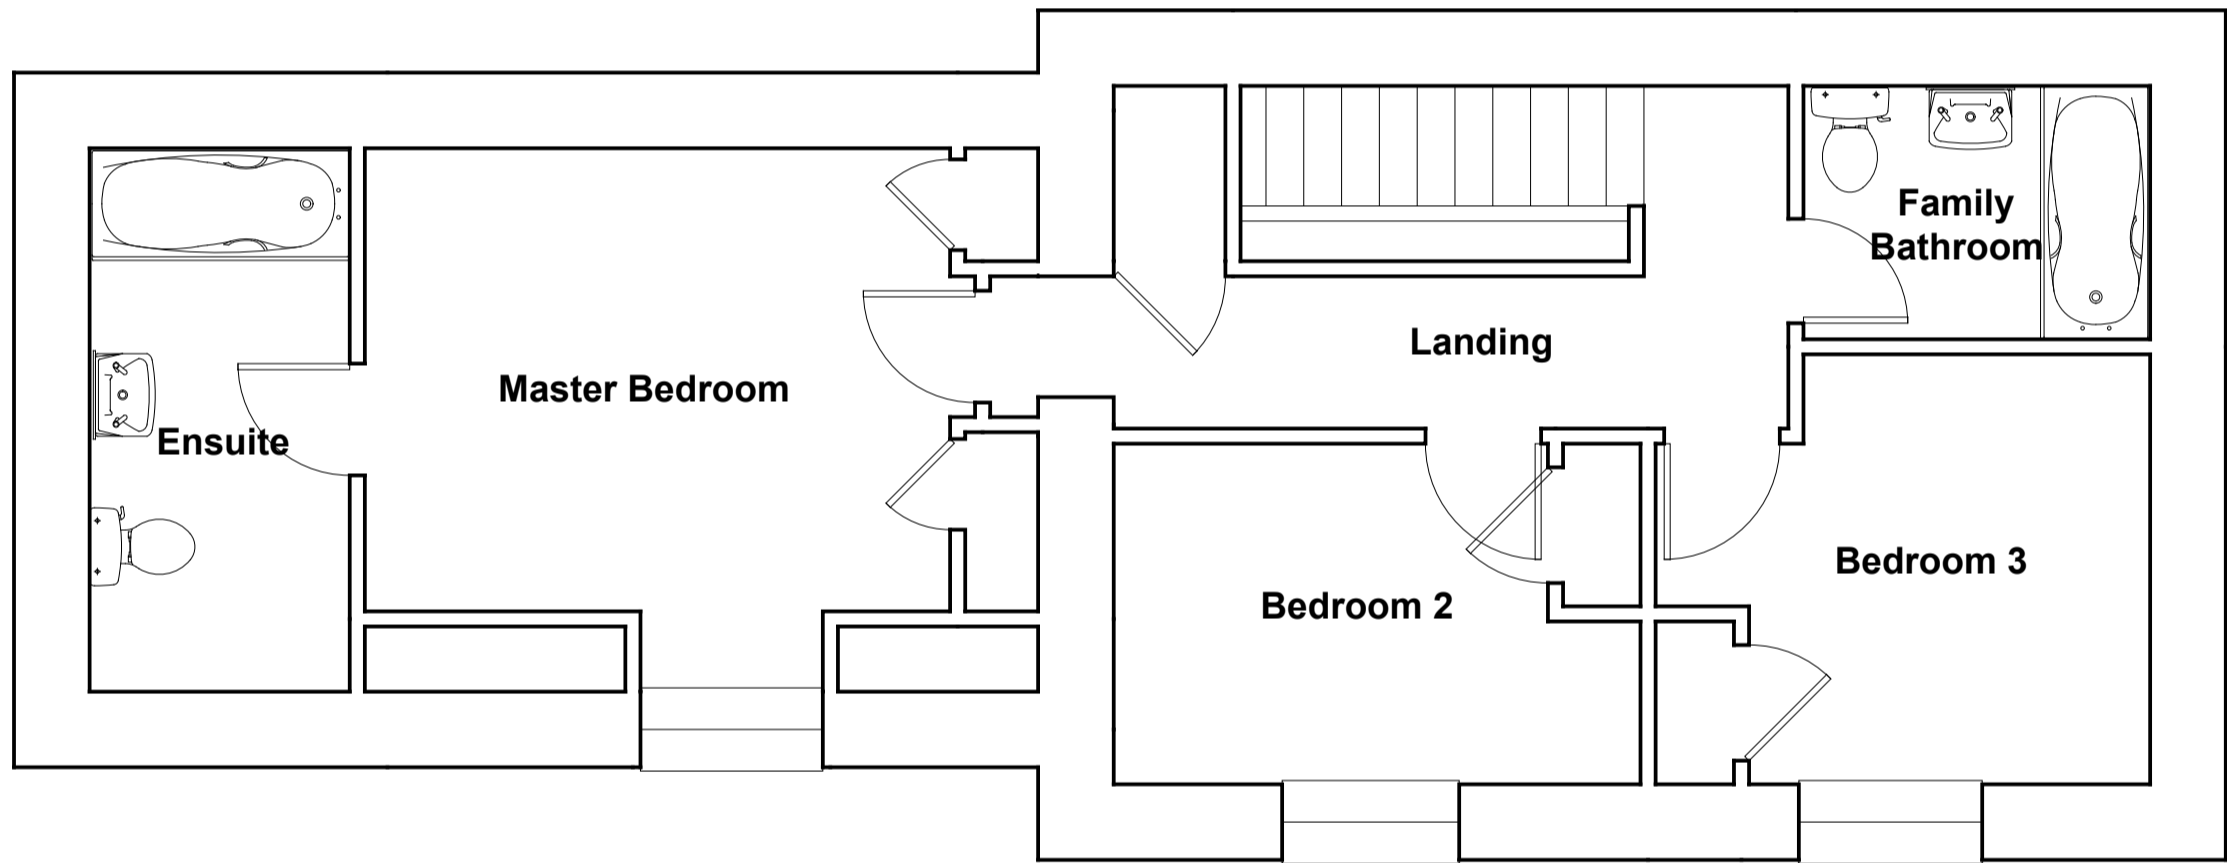 Family
Bathroom
Landing
Master Bedroom
Ensuite
Bedroom 3
Bedroom 2